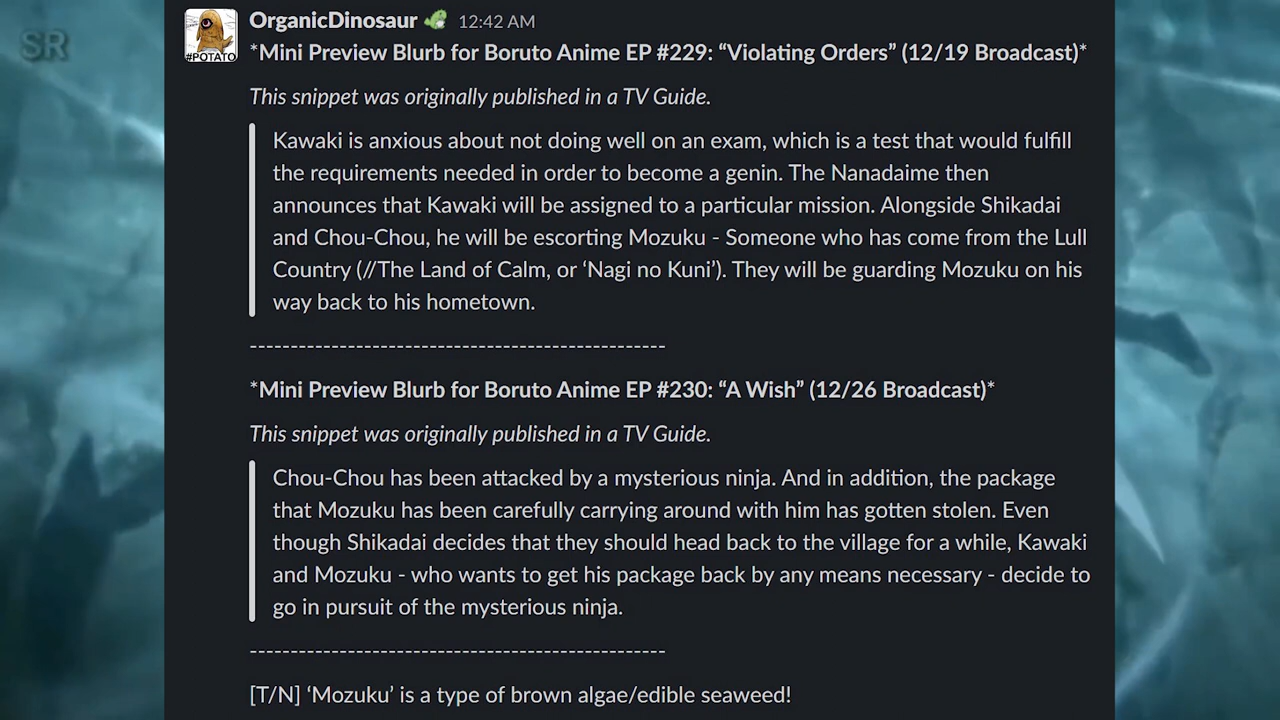 SR
#POTATO
OrganicDinosaur 12:42 AM
*Mini Preview Blurb for Boruto Anime EP #229: “Violating Orders” (12/19 Broadcast)*
This snippet was originally published in a TV Guide.
Kawaki is anxious about not doing well on an exam, which is a test that would fulfill
the requirements needed in order to become a genin. The Nanadaime then
announces that Kawaki will be assigned to a particular mission. Alongside Shikadai
and Chou-Chou, he will be escorting Mozuku - Someone who has come from the Lull
Country (//The Land of Calm, or ‘Nagi no Kuni’). They will be guarding Mozuku on his
way back to his hometown.
---------------------------------------------------
*Mini Preview Blurb for Boruto Anime EP #230: “A Wish” (12/26 Broadcast)*
This snippet was originally published in a TV Guide.
Chou-Chou has been attacked by a mysterious ninja. And in addition, the package
that Mozuku has been carefully carrying around with him has gotten stolen. Even
though Shikadai decides that they should head back to the village for a while, Kawaki
and Mozuku - who wants to get his package back by any means necessary - decide to
go in pursuit of the mysterious ninja.
---------------------------------------------------
[T/N] ‘Mozuku’ is a type of brown algae/edible seaweed!